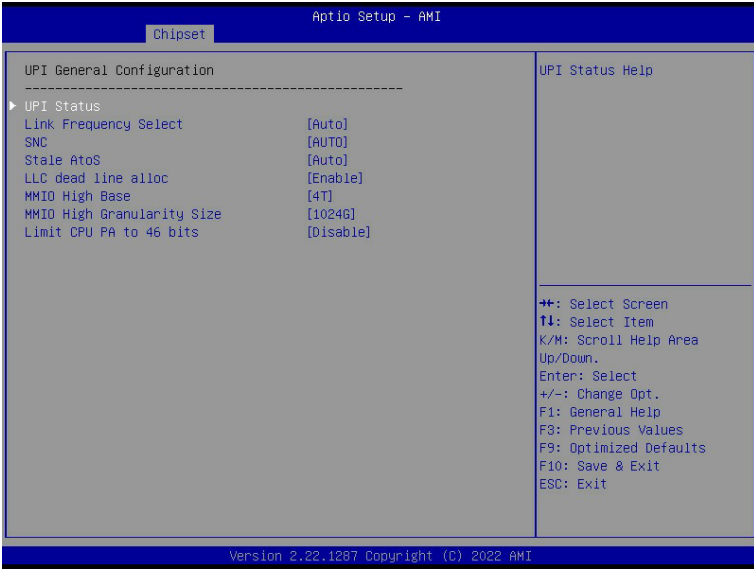 Aptio Setup – AMI
Chipset
UPI General Configuration
--------------------------------------------------
UPI Status
Link Frequency Select [Auto]
SNC [AUTO]
Stale AtoS [Auto]
LLC dead line alloc [Enable]
MMIO High Base [4T]
MMIO High Granularity Size [1024G]
Limit CPU PA to 46 bits [Disable]
UPI Status Help
→←: Select Screen
↑↓: Select Item
K/M: Scroll Help Area
Up/Down.
Enter: Select
+/-: Change Opt.
F1: General Help
F3: Previous Values
F9: Optimized Defaults
F10: Save & Exit
ESC: Exit
Version 2.22.1287 Copyright (C) 2022 AMI